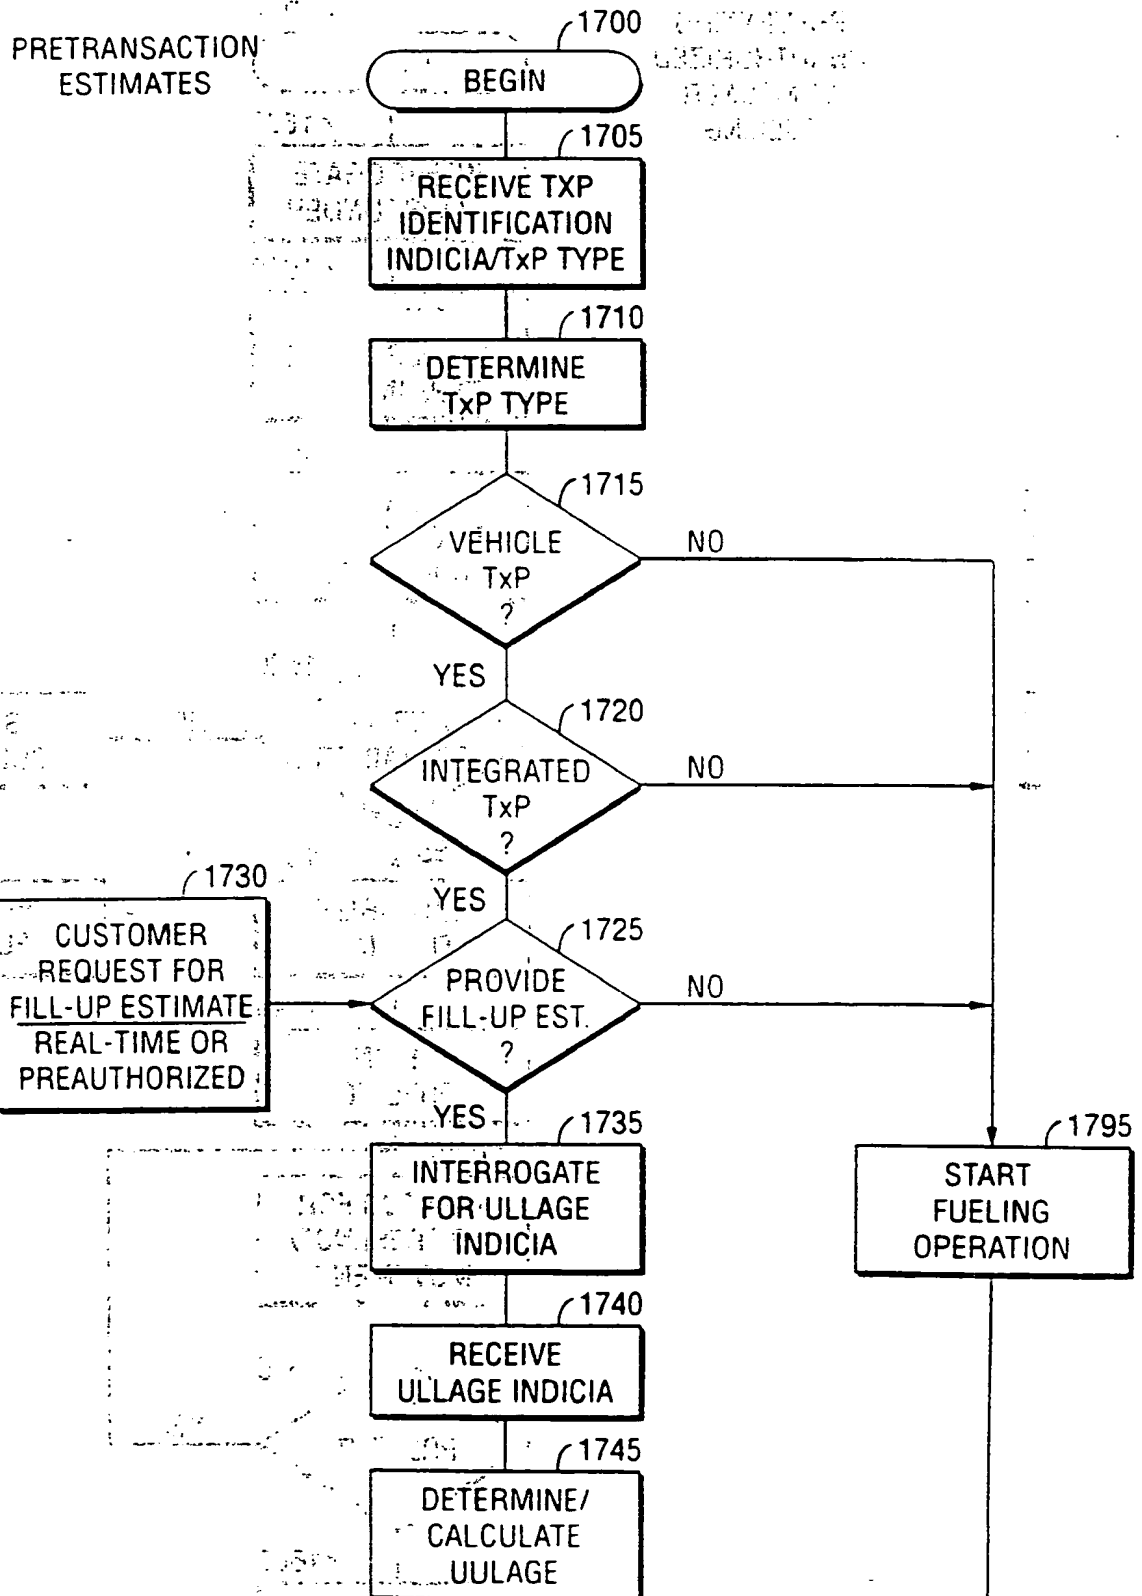 PRETRANSACTION
ESTIMATES
1700
BEGIN
1705
RECEIVE TXP
IDENTIFICATION
INDICIA/TxP TYPE
1710
DETERMINE
TxP TYPE
1715
VEHICLE
TxP
?
NO
YES
1720
INTEGRATED
TxP
?
NO
YES
1730
CUSTOMER
REQUEST FOR
FILL-UP ESTIMATE
REAL-TIME OR
PREAUTHORIZED
1725
PROVIDE
FILL-UP EST.
?
NO
YES
1735
INTERROGATE
FOR ULLAGE
INDICIA
1795
START
FUELING
OPERATION
1740
RECEIVE
ULLAGE INDICIA
1745
DETERMINE/
CALCULATE
UULAGE